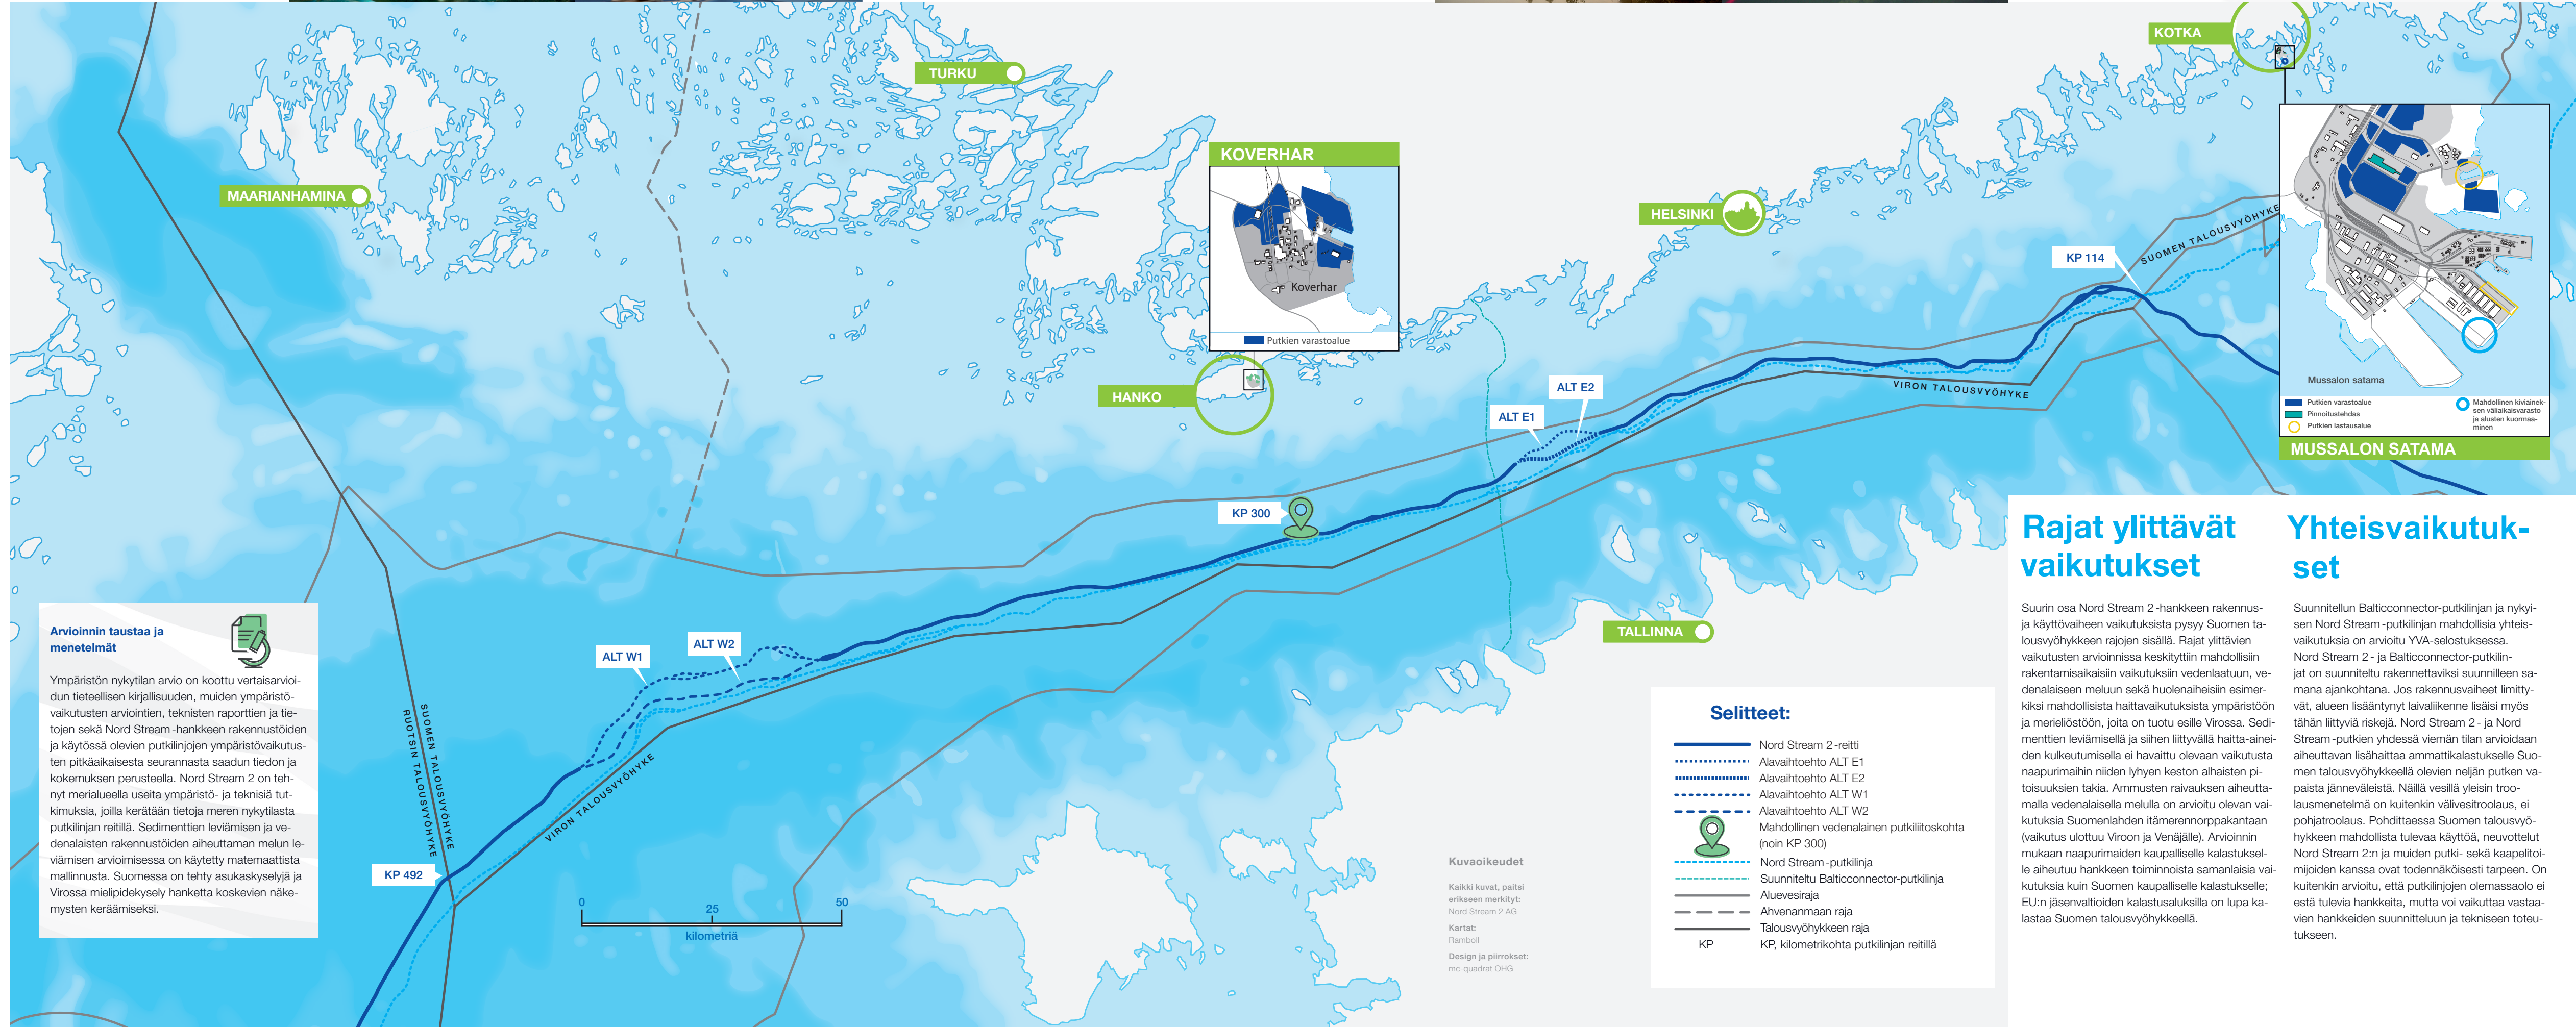 TURKU
KOTKA
MAARIANHAMINA
KOVERHAR
Koverhar
Putkien varastoalue
HELSINKI
HANKO
SUOMEN TALOUSVYÖHYKE
KP 114
VIRON TALOUSVYÖHYKE
ALT E2
ALT E1
KP 300
TALLINNA
ALT W2
ALT W1
SUOMEN TALOUSVYÖHYKE
RUOTSIN TALOUSVYÖHYKE
VIRON TALOUSVYÖHYKE
KP 492
0
25
50
kilometriä
Mussalon satama
Putkien varastoalue
Pinnoitustehdas
Putkien lastausalue
Mahdollinen kiviainek-
sen väliaikaisvarasto
ja alusten kuormaa-
minen
MUSSALON SATAMA
Arvioinnin taustaa ja
menetelmät
Ympäristön nykytilan arvio on koottu vertaisarvioi-
dun tieteellisen kirjallisuuden, muiden ympäristö-
vaikutusten arviointien, teknisten raporttien ja tie-
tojen sekä Nord Stream -hankkeen rakennustöiden
ja käytössä olevien putkilinjojen ympäristövaikutus-
ten pitkäaikaisesta seurannasta saadun tiedon ja
kokemuksen perusteella. Nord Stream 2 on teh-
nyt merialueella useita ympäristö- ja teknisiä tut-
kimuksia, joilla kerätään tietoja meren nykytilasta
putkilinjan reitillä. Sedimenttien leviämisen ja ve-
denalaisten rakennustöiden aiheuttaman melun le-
viämisen arvioimisessa on käytetty matemaattista
mallinnusta. Suomessa on tehty asukaskyselyjä ja
Virossa mielipidekysely hanketta koskevien näke-
mysten keräämiseksi.
Kuvaoikeudet
Kaikki kuvat, paitsi
erikseen merkityt:
Nord Stream 2 AG
Kartat:
Ramboll
Design ja piirrokset:
mc-quadrat OHG
Selitteet:
Nord Stream 2 -reitti
Alavaihtoehto ALT E1
Alavaihtoehto ALT E2
Alavaihtoehto ALT W1
Alavaihtoehto ALT W2
Mahdollinen vedenalainen putkiliitoskohta
(noin KP 300)
Nord Stream -putkilinja
Suunniteltu Balticconnector-putkilinja
Aluevesiraja
Ahvenanmaan raja
Talousvyöhykkeen raja
KP KP, kilometrikohta putkilinjan reitillä
Rajat ylittävät
vaikutukset
Suurin osa Nord Stream 2 -hankkeen rakennus-
ja käyttövaiheen vaikutuksista pysyy Suomen ta-
lousvyöhykkeen rajojen sisällä. Rajat ylittävien
vaikutusten arvioinnissa keskityttiin mahdollisiin
rakentamisaikaisiin vaikutuksiin vedenlaatuun, ve-
denalaiseen meluun sekä huolenaiheisiin esimer-
kiksi mahdollisista haittavaikutuksista ympäristöön
ja merieliöstöön, joita on tuotu esille Virossa. Sedi-
menttien leviämisellä ja siihen liittyvällä haitta-ainei-
den kulkeutumisella ei havaittu olevaan vaikutusta
naapurimaihin niiden lyhyen keston alhaisten pi-
toisuuksien takia. Ammusten raivauksen aiheutta-
malla vedenalaisella melulla on arvioitu olevan vai-
kutuksia Suomenlahden itämerennorppakantaan
(vaikutus ulottuu Viroon ja Venäjälle). Arvioinnin
mukaan naapurimaiden kaupalliselle kalastuksel-
le aiheutuu hankkeen toiminnoista samanlaisia vai-
kutuksia kuin Suomen kaupalliselle kalastukselle;
EU:n jäsenvaltioiden kalastusaluksilla on lupa ka-
lastaa Suomen talousvyöhykkeellä.
Yhteisvaikutuk-
set
Suunnitellun Balticconnector-putkilinjan ja nykyi-
sen Nord Stream -putkilinjan mahdollisia yhteis-
vaikutuksia on arvioitu YVA-selostuksessa.
Nord Stream 2 - ja Balticconnector-putkilin-
jat on suunniteltu rakennettaviksi suunnilleen sa-
mana ajankohtana. Jos rakennusvaiheet limitty-
vät, alueen lisääntynyt laivaliikenne lisäisi myös
tähän liittyviä riskejä. Nord Stream 2 - ja Nord
Stream -putkien yhdessä viemän tilan arvioidaan
aiheuttavan lisähaittaa ammattikalastukselle Suo-
men talousvyöhykkeellä olevien neljän putken va-
paista jänneväleistä. Näillä vesillä yleisin troo-
lausmenetelmä on kuitenkin välivesitroolaus, ei
pohjatroolaus. Pohdittaessa Suomen talousvyö-
hykkeen mahdollista tulevaa käyttöä, neuvottelut
Nord Stream 2:n ja muiden putki- sekä kaapelitoi-
mijoiden kanssa ovat todennäköisesti tarpeen. On
kuitenkin arvioitu, että putkilinjojen olemassaolo ei
estä tulevia hankkeita, mutta voi vaikuttaa vastaa-
vien hankkeiden suunnitteluun ja tekniseen toteu-
tukseen.